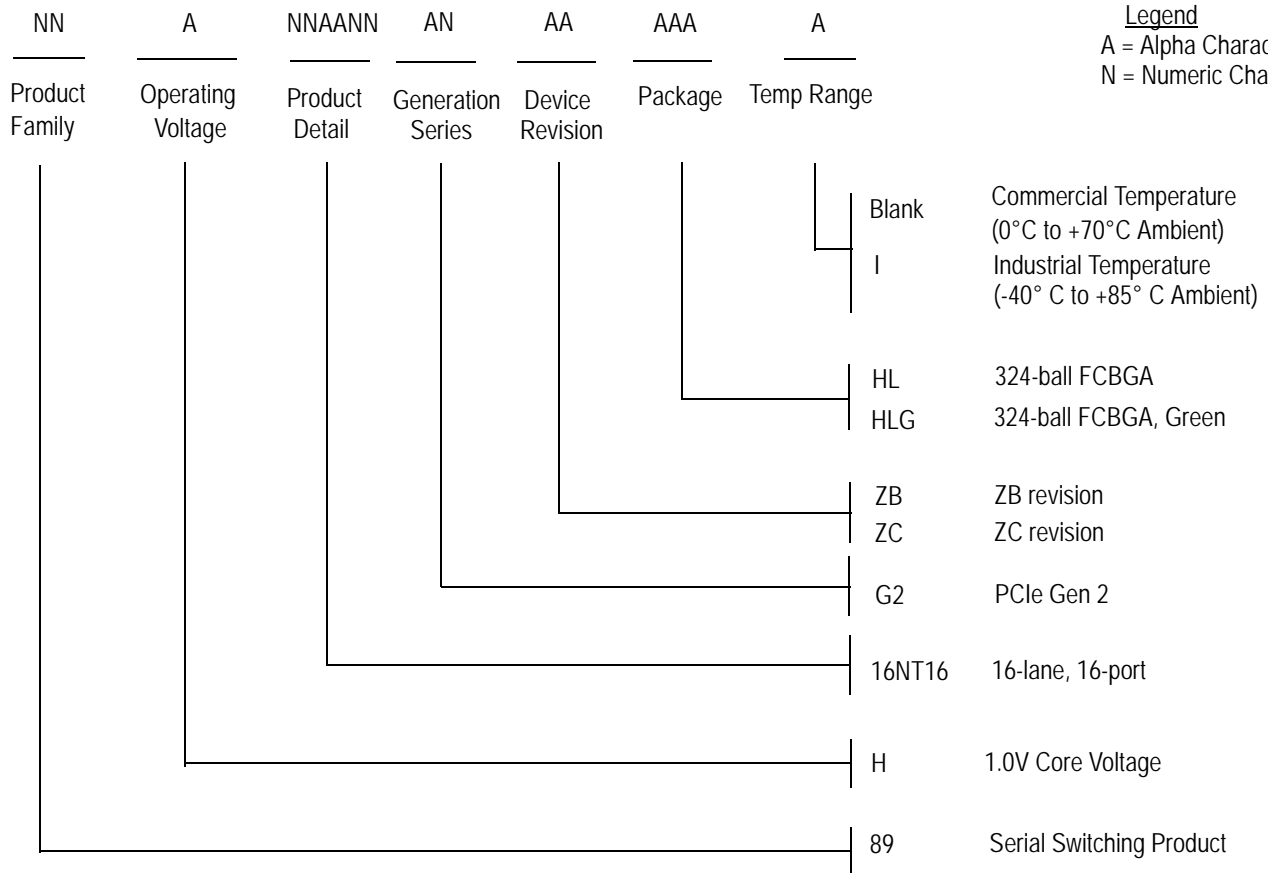 NN A NNAANN AN AA AAA A
Legend
A = Alpha
N = Numeric
Product Family
Operating Voltage
Product Detail
Generation Series
Device Revision
Package
Temp Range
Blank Commercial Temperature
(0°C to +70°C Ambient)
I Industrial Temperature
(-40° C to +85° C Ambient)
HL 324-ball FCBGA
HLG 324-ball FCBGA, Green
ZB ZB revision
ZC ZC revision
G2 PCIe Gen 2
16NT16 16-lane, 16-port
H 1.0V Core Voltage
89 Serial Switching Product